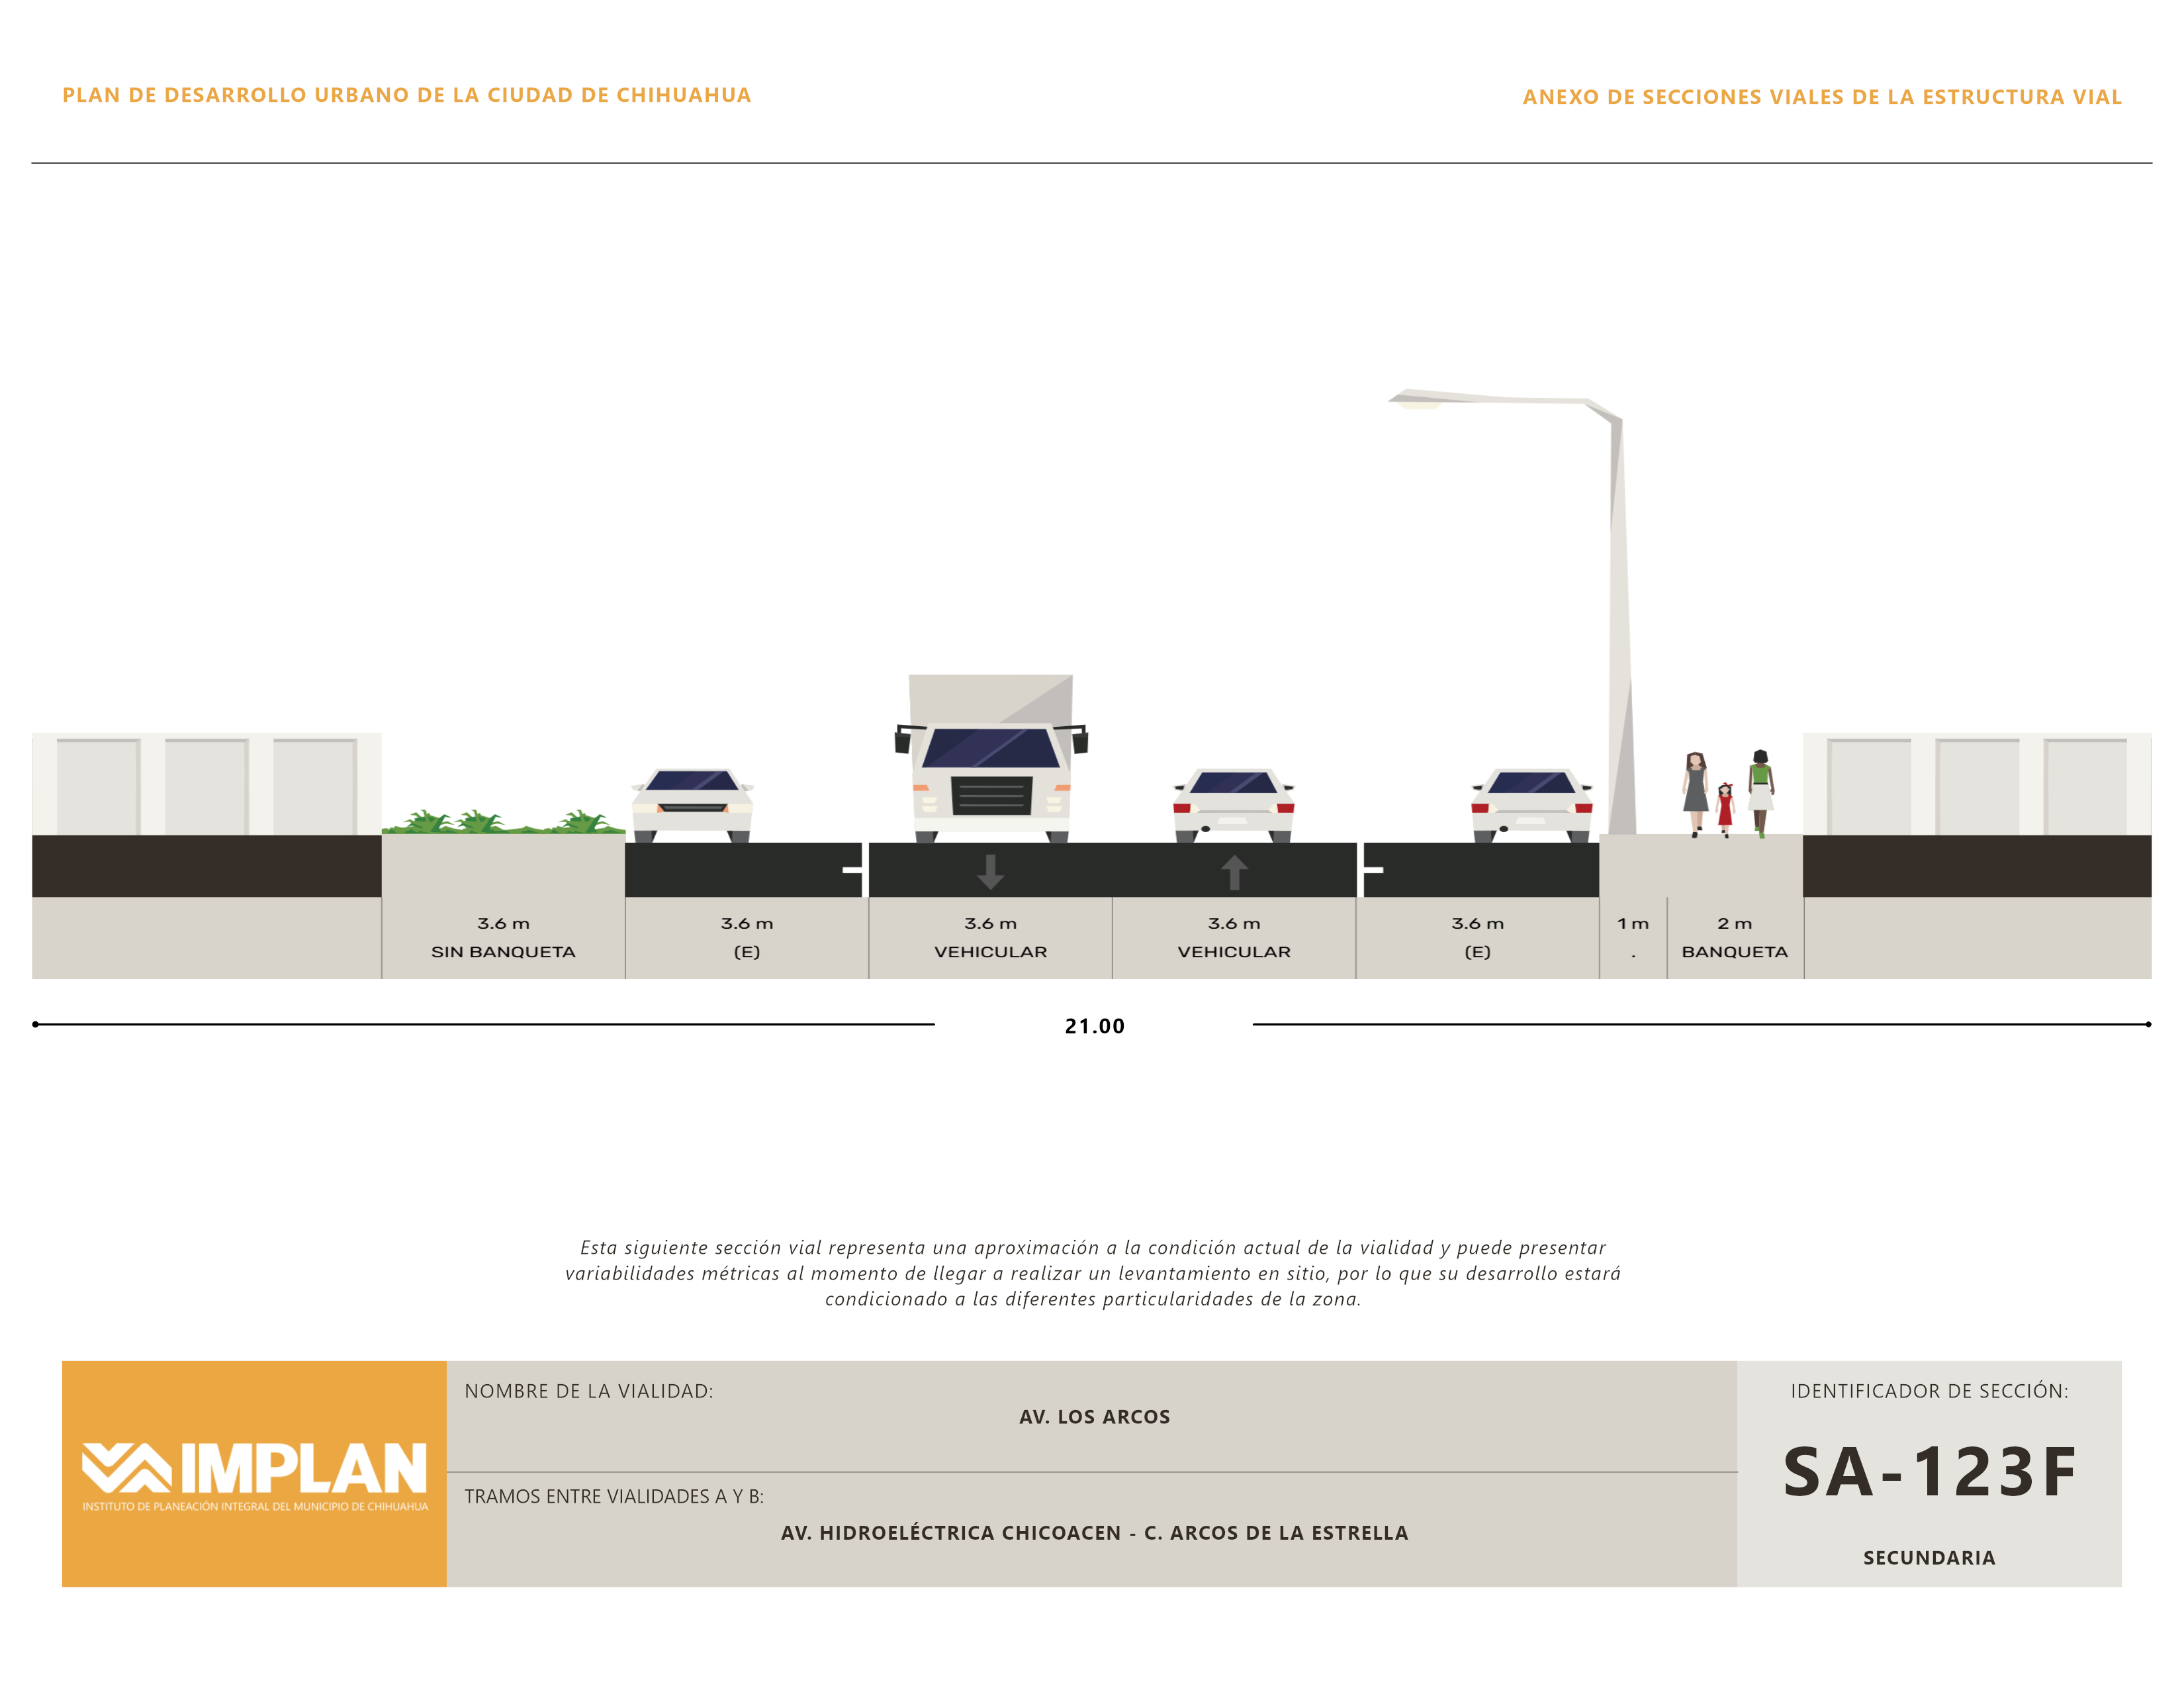 PLAN DE DESARROLLO URBANO DE LA CIUDAD DE CHIHUAHUA
ANEXO DE SECCIONES VIALES DE LA ESTRUCTURA VIAL
3.6 m
SIN BANQUETA
3.6 m
(E)
3.6 m
VEHICULAR
3.6 m
VEHICULAR
3.6 m
(E)
1 m
.
2 m
BANQUETA
21.00
Esta siguiente sección vial representa una aproximación a la condición actual de la vialidad y puede presentar
variabilidades métricas al momento de llegar a realizar un levantamiento en sitio, por lo que su desarrollo estará
condicionado a las diferentes particularidades de la zona.
IMPLAN
INSTITUTO DE PLANEACIÓN INTEGRAL DEL MUNICIPIO DE CHIHUAHUA
NOMBRE DE LA VIALIDAD:
AV. LOS ARCOS
TRAMOS ENTRE VIALIDADES A Y B:
AV. HIDROELÉCTRICA CHICOACEN - C. ARCOS DE LA ESTRELLA
IDENTIFICADOR DE SECCIÓN:
SA-123F
SECUNDARIA